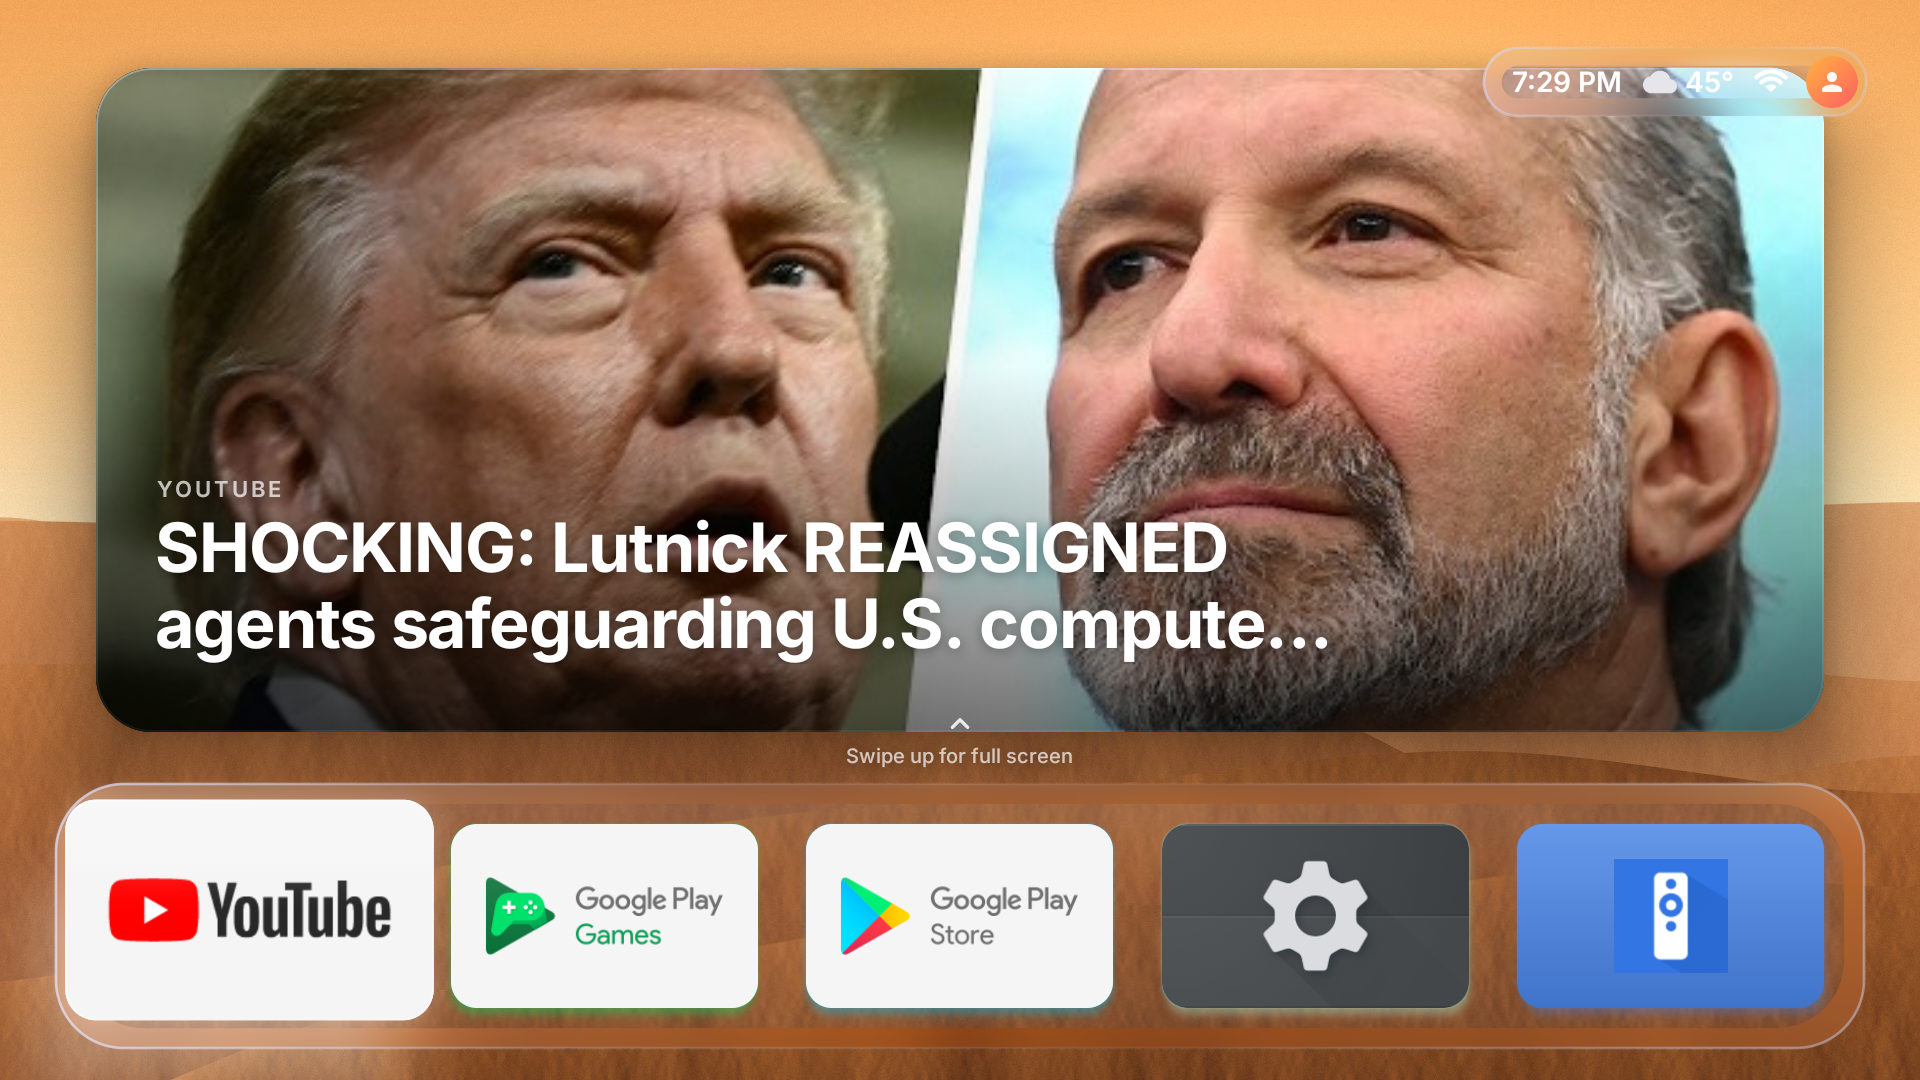 7:29 PM 45°
YOUTUBE
SHOCKING: Lutnick REASSIGNED
agents safeguarding U.S. compute...
Swipe up for full screen
YouTube
Google Play
Games
Google Play
Store